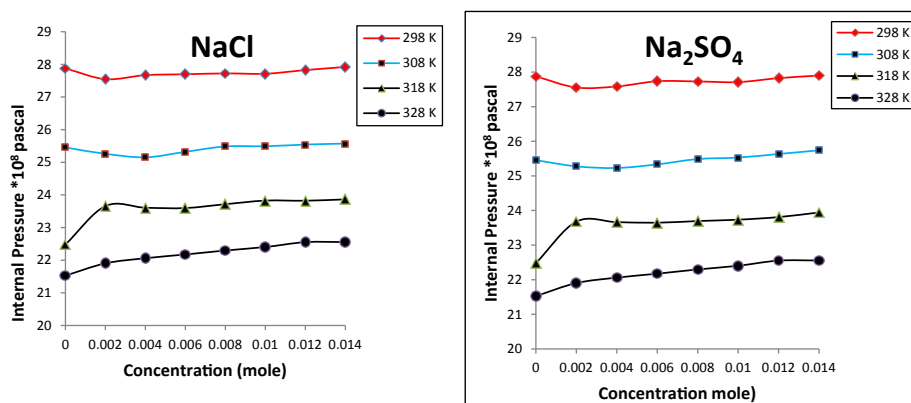 NaCl
298 K
308 K
318 K
328 K
Internal Pressure *10⁸ pascal
29
28
27
26
25
24
23
22
21
20
0 0.002 0.004 0.006 0.008 0.01 0.012 0.014
Concentration (mole)
Na₂SO₄
298 K
308 K
318 K
328 K
Internal Pressure *10⁸ pascal
29
28
27
26
25
24
23
22
21
20
0 0.002 0.004 0.006 0.008 0.01 0.012 0.014
Concentration mole)